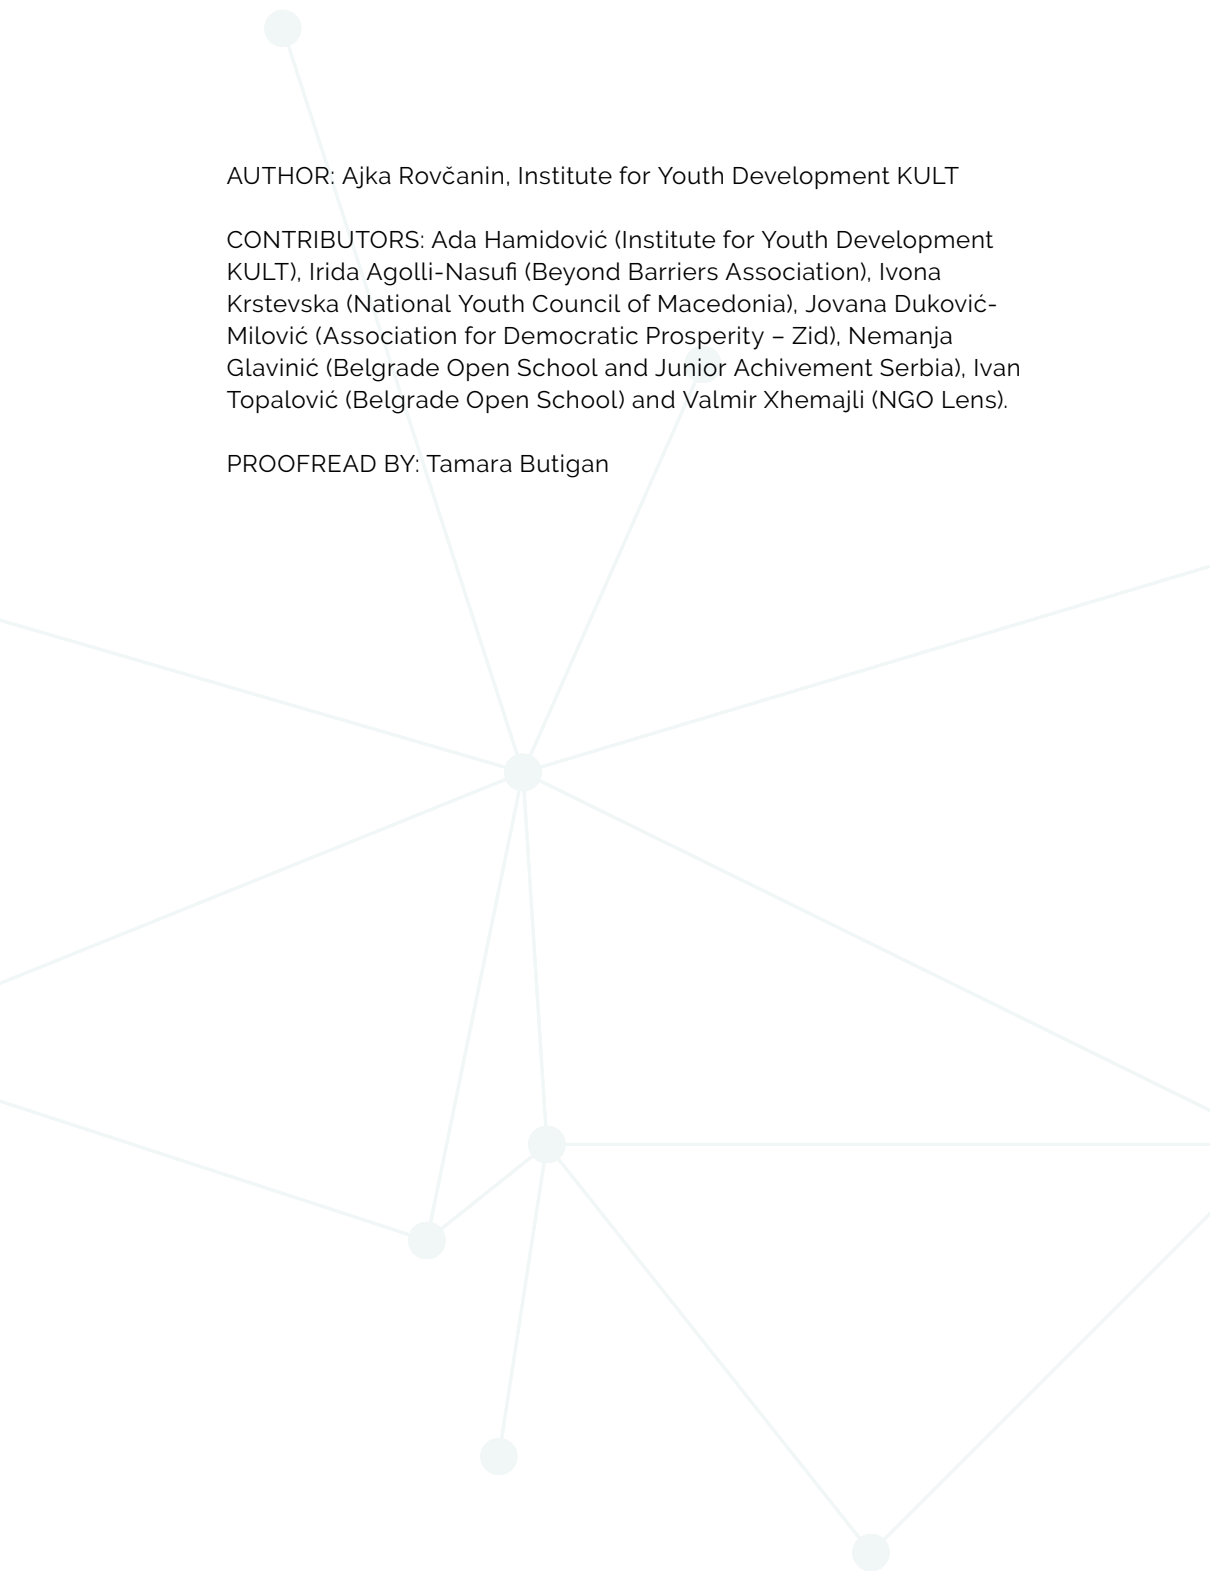 AUTHOR: Ajka Rovčanin, Institute for Youth Development KULT
CONTRIBUTORS: Ada Hamidović (Institute for Youth Development
KULT), Irida Agolli-Nasufi (Beyond Barriers Association), Ivona
Krstevska (National Youth Council of Macedonia), Jovana Duković-
Milović (Association for Democratic Prosperity – Zid), Nemanja
Glavinić (Belgrade Open School and Junior Achivement Serbia), Ivan
Topalović (Belgrade Open School) and Valmir Xhemajli (NGO Lens).
PROOFREAD BY: Tamara Butigan